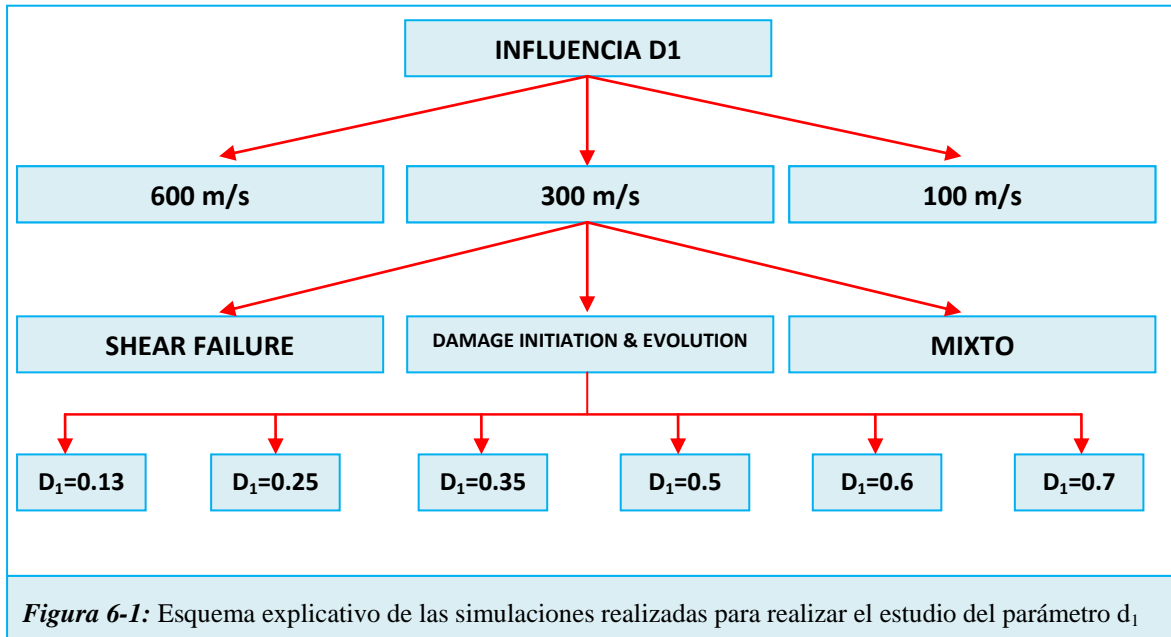 INFLUENCIA D1
600 m/s
300 m/s
100 m/s
SHEAR FAILURE
DAMAGE INITIATION & EVOLUTION
MIXTO
D₁=0.13
D₁=0.25
D₁=0.35
D₁=0.5
D₁=0.6
D₁=0.7
Figura 6-1: Esquema explicativo de las simulaciones realizadas para realizar el estudio del parámetro d₁